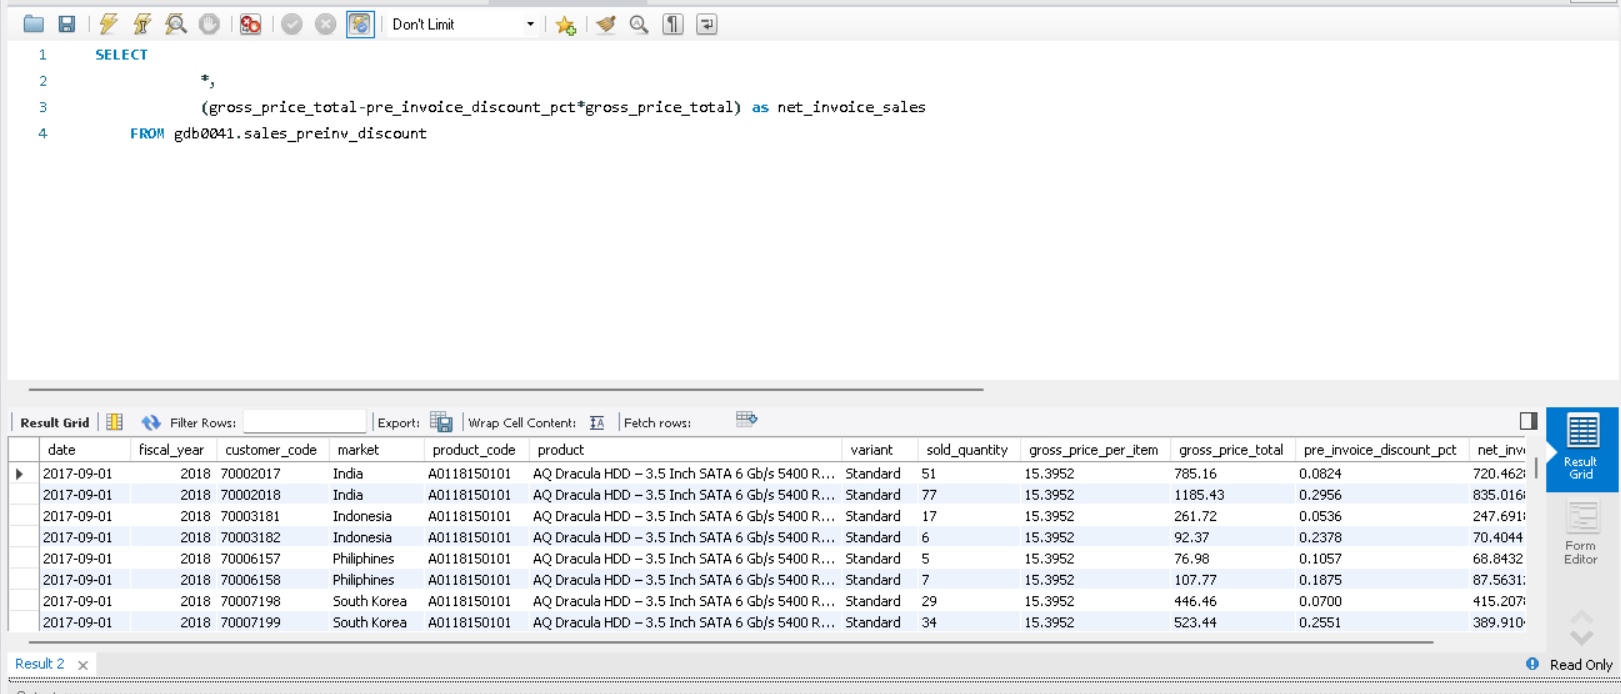 Don't Limit
1 SELECT
2 *,
3 (gross_price_total-pre_invoice_discount_pct*gross_price_total) as net_invoice_sales
4 FROM gdb0041.sales_preinv_discount
Result Grid Filter Rows: Export: Wrap Cell Content: Fetch rows:
date fiscal_year customer_code market product_code product variant sold_quantity gross_price_per_item gross_price_total pre_invoice_discount_pct net_inv
2017-09-01 2018 70002017 India A0118150101 AQ Dracula HDD – 3.5 Inch SATA 6 Gb/s 5400 R... Standard 51 15.3952 785.16 0.0824 720.462
2017-09-01 2018 70002018 India A0118150101 AQ Dracula HDD – 3.5 Inch SATA 6 Gb/s 5400 R... Standard 77 15.3952 1185.43 0.2956 835.016
2017-09-01 2018 70003181 Indonesia A0118150101 AQ Dracula HDD – 3.5 Inch SATA 6 Gb/s 5400 R... Standard 17 15.3952 261.72 0.0536 247.691
2017-09-01 2018 70003182 Indonesia A0118150101 AQ Dracula HDD – 3.5 Inch SATA 6 Gb/s 5400 R... Standard 6 15.3952 92.37 0.2378 70.4044
2017-09-01 2018 70006157 Philiphines A0118150101 AQ Dracula HDD – 3.5 Inch SATA 6 Gb/s 5400 R... Standard 5 15.3952 76.98 0.1057 68.8432
2017-09-01 2018 70006158 Philiphines A0118150101 AQ Dracula HDD – 3.5 Inch SATA 6 Gb/s 5400 R... Standard 7 15.3952 107.77 0.1875 87.5631
2017-09-01 2018 70007198 South Korea A0118150101 AQ Dracula HDD – 3.5 Inch SATA 6 Gb/s 5400 R... Standard 29 15.3952 446.46 0.0700 415.207
2017-09-01 2018 70007199 South Korea A0118150101 AQ Dracula HDD – 3.5 Inch SATA 6 Gb/s 5400 R... Standard 34 15.3952 523.44 0.2551 389.910
Result
Grid
Form
Editor
Result 2 Read Only